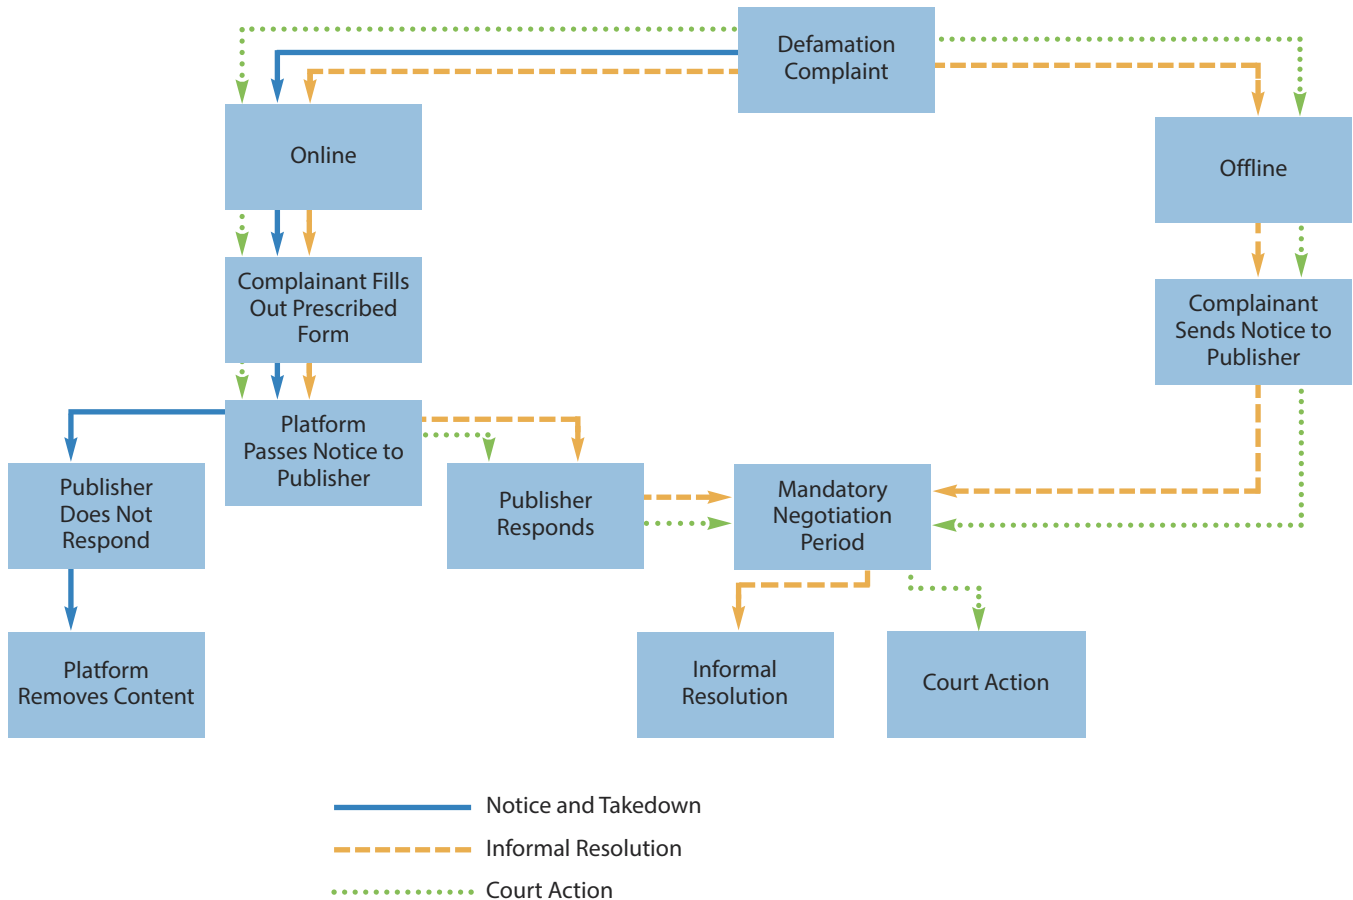 Defamation
Complaint
Online
Offline
Complainant Fills
Out Prescribed
Form
Complainant
Sends Notice to
Publisher
Platform
Passes Notice to
Publisher
Publisher
Does Not
Respond
Publisher
Responds
Mandatory
Negotiation
Period
Platform
Removes Content
Informal
Resolution
Court Action
Notice and Takedown
Informal Resolution
Court Action